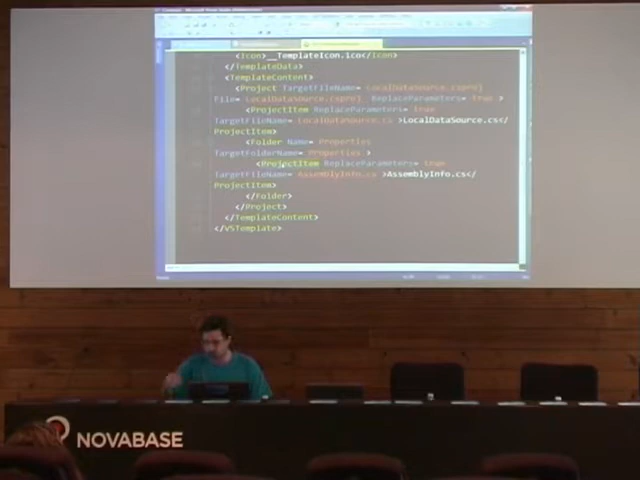 <Icon>__TemplateIcon.ico</Icon>
</TemplateData>
<TemplateContent>
<Project TargetFileName= LocalDataSource.csproj
File= LocalDataSource.csproj ReplaceParameters= true >
<ProjectItem ReplaceParameters= true
TargetFileName= LocalDataSource.cs >LocalDataSource.cs</
ProjectItem>
<Folder Name= Properties
TargetFolderName= Properties >
<ProjectItem ReplaceParameters= true
TargetFileName= AssemblyInfo.cs >AssemblyInfo.cs</
ProjectItem>
</Folder>
</Project>
</TemplateContent>
</VSTemplate>
NOVABASE